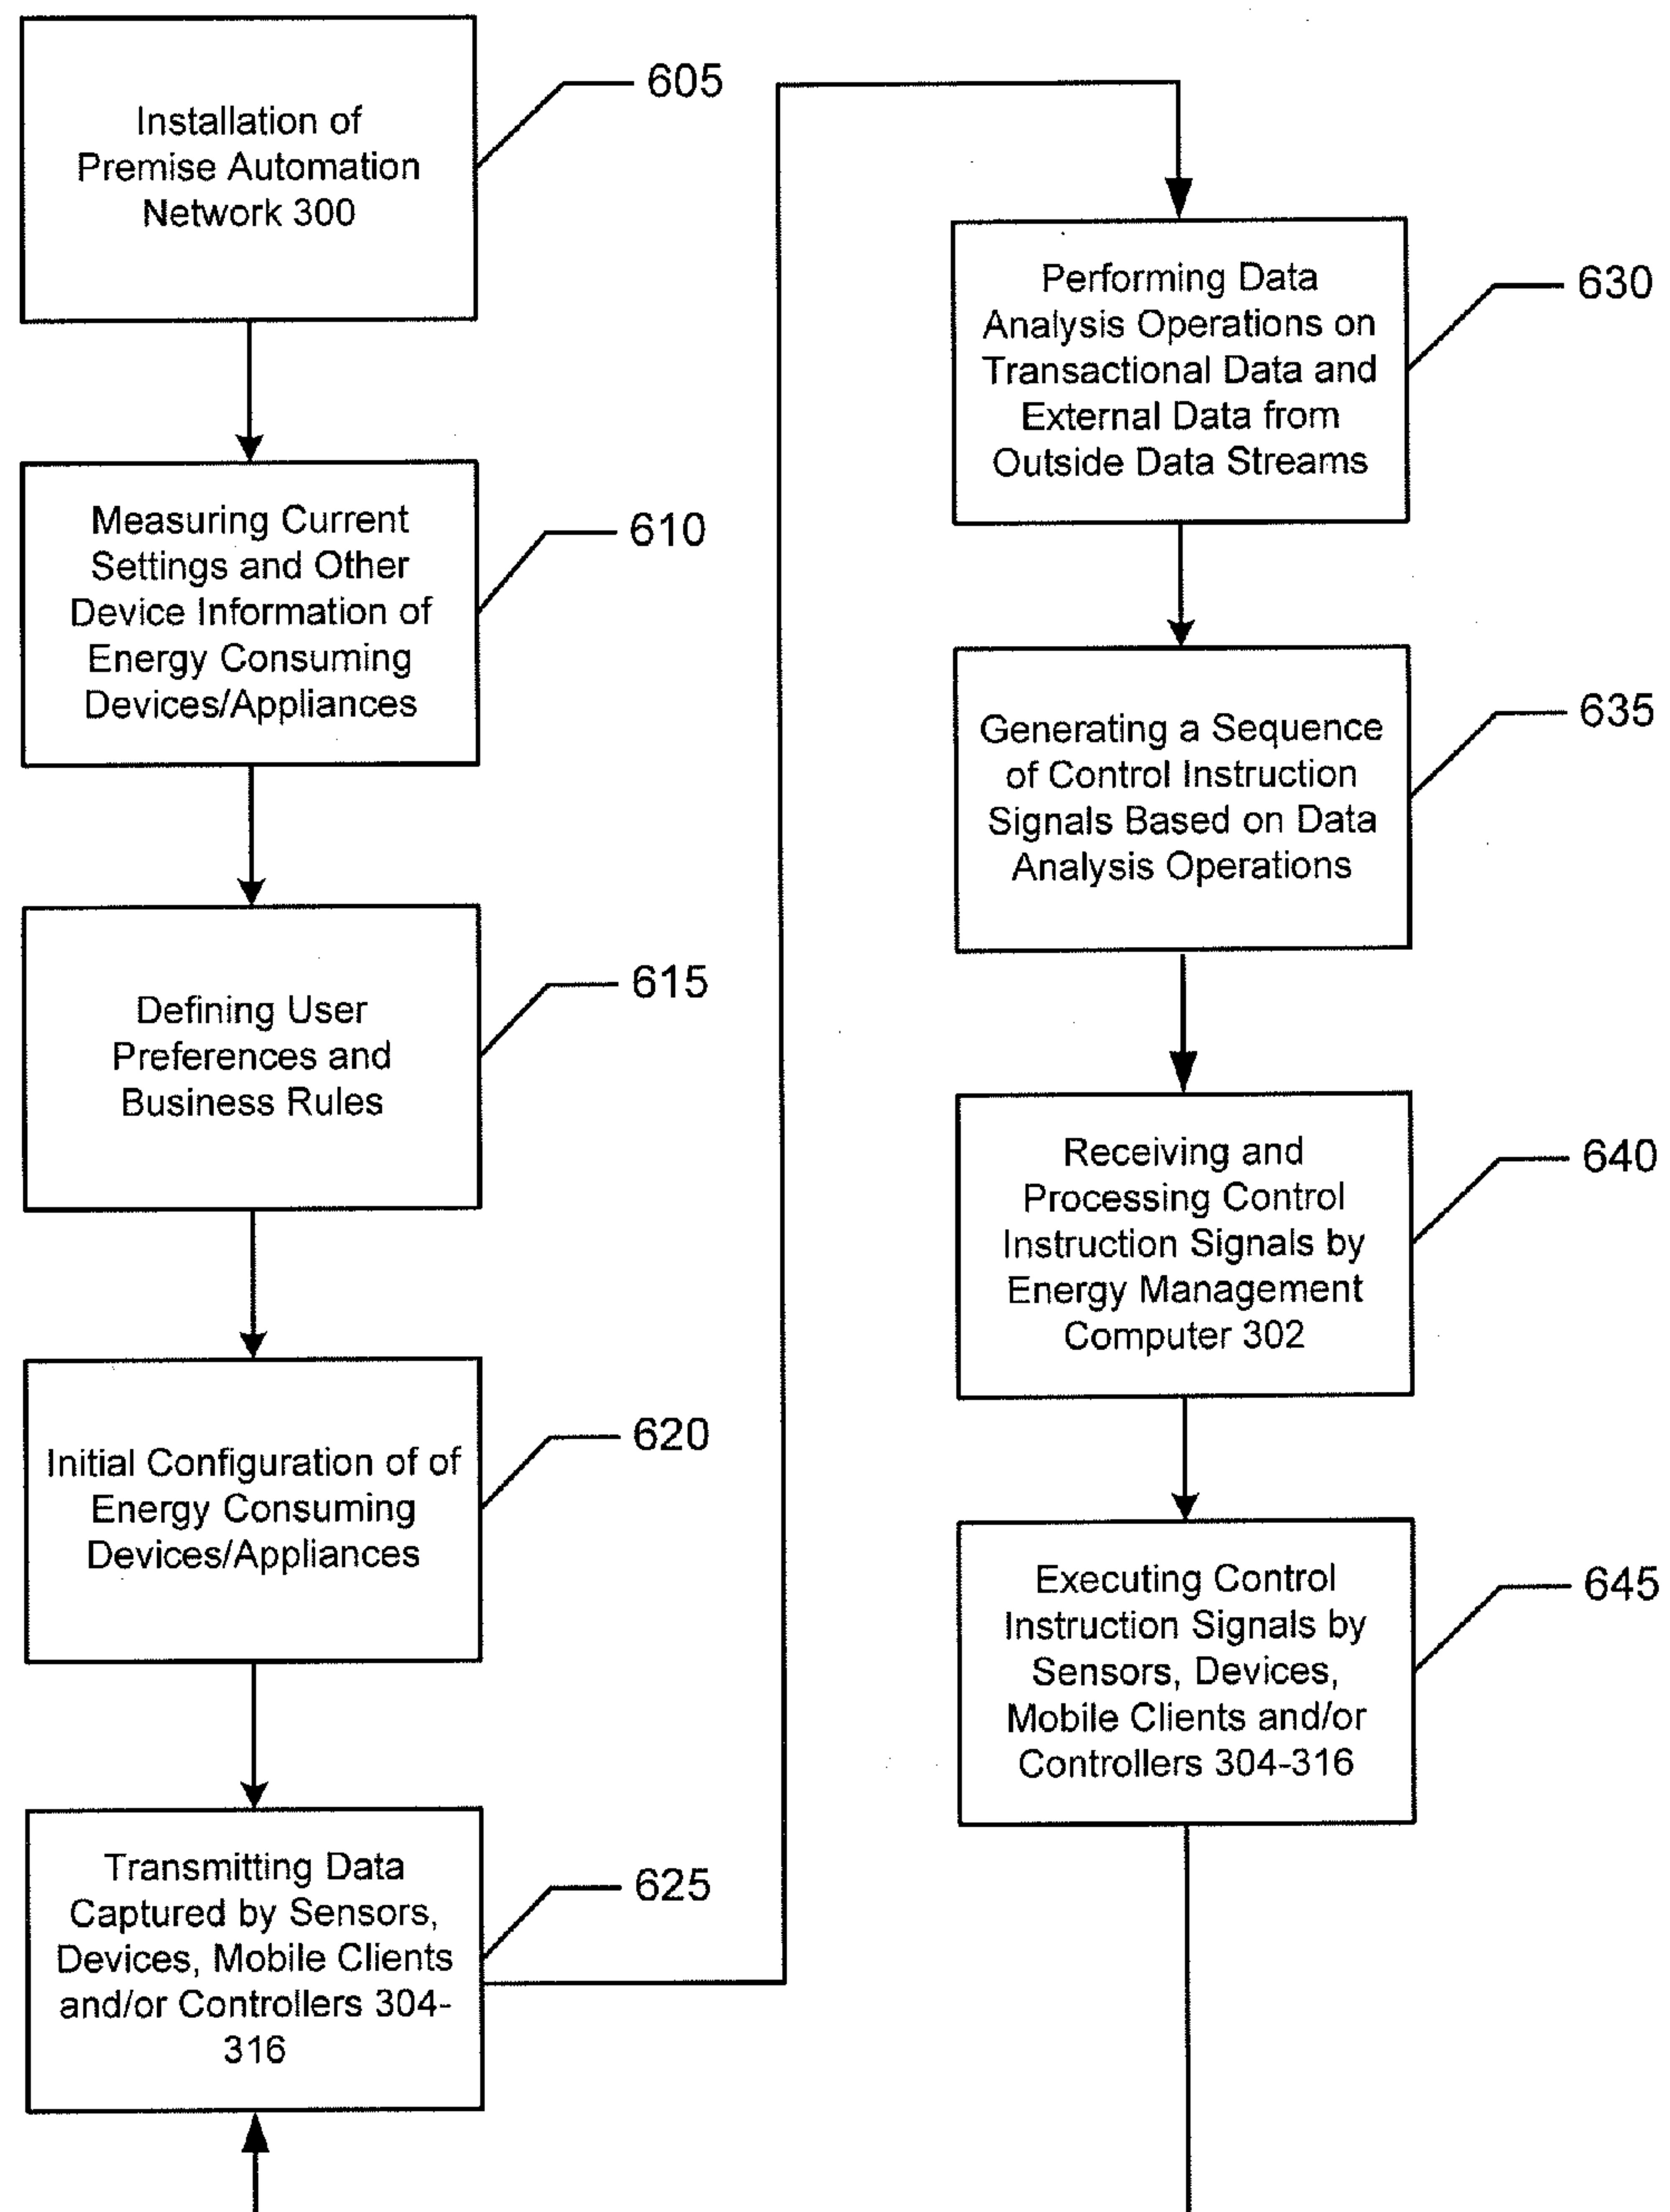 Installation of
Premise Automation
Network 300
605
Measuring Current
Settings and Other
Device Information of
Energy Consuming
Devices/Appliances
610
Defining User
Preferences and
Business Rules
615
Initial Configuration of of
Energy Consuming
Devices/Appliances
620
Transmitting Data
Captured by Sensors,
Devices, Mobile Clients
and/or Controllers 304-
316
625
Performing Data
Analysis Operations on
Transactional Data and
External Data from
Outside Data Streams
630
Generating a Sequence
of Control Instruction
Signals Based on Data
Analysis Operations
635
Receiving and
Processing Control
Instruction Signals by
Energy Management
Computer 302
640
Executing Control
Instruction Signals by
Sensors, Devices,
Mobile Clients and/or
Controllers 304-316
645